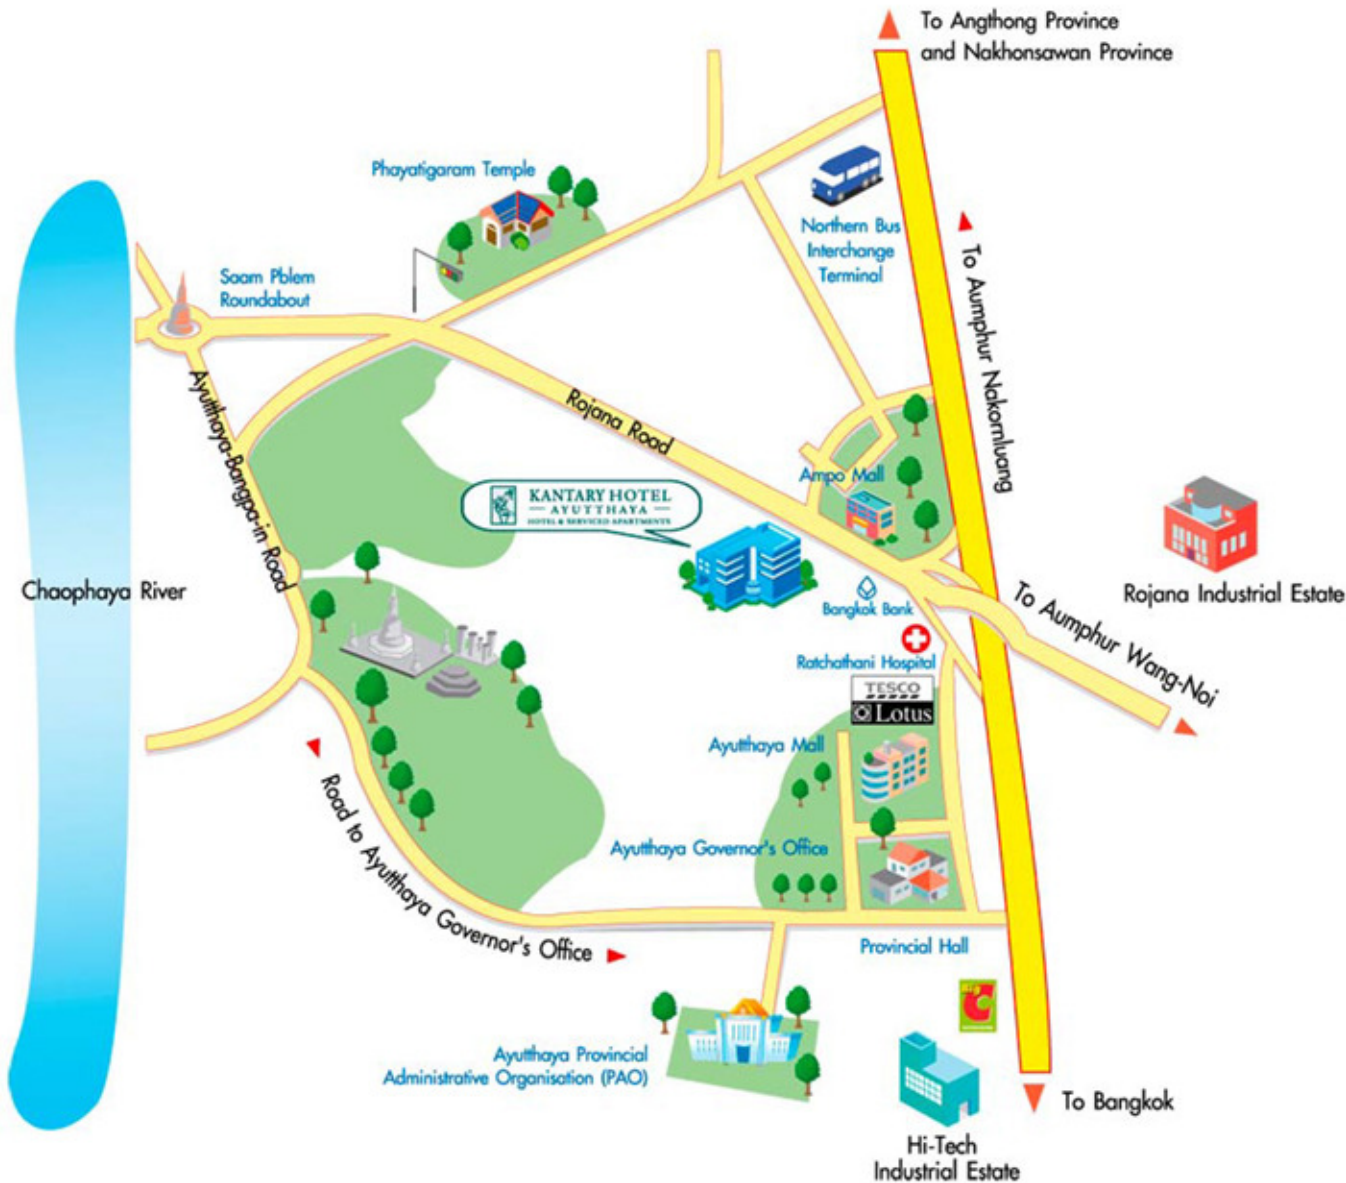 To Angthong Province
and Nakhonsawan Province
Phayatigaram Temple
Northern Bus
Interchange
Terminal
To Aumphur Nakornluang
Saam Pblem
Roundabout
Ayutthaya-Bangpa-in Road
Rojana Road
Ampo Mall
KANTARY HOTEL
AYUTTHAYA
HOTEL & SERVICED APARTMENTS
Chaophaya River
Bangkok Bank
To Aumphur Wang-Noi
Rojana Industrial Estate
Ratchathani Hospital
TESCO
Lotus
Ayutthaya Mall
Road to Ayutthaya Governor's Office
Ayutthaya Governor's Office
Provincial Hall
Ayutthaya Provincial
Administrative Organisation (PAO)
To Bangkok
Hi-Tech
Industrial Estate